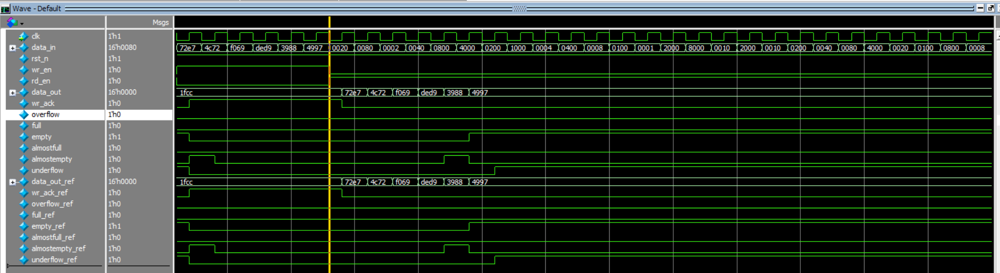 Wave - Default
Msgs
clk 1'h1
data_in 16'h0080 72e7 4c72 f069 ded9 3988 4997 0020 0080 0002 0040 0800 4000 0200 1000 0004 0400 0008 0100 0001 2000 8000 0010 2000 0010 0200 0040 0080 4000 0020 0100 0800 0008
rst_n 1'h1
wr_en 1'h0
rd_en 1'h0
data_out 16'h0000 1fcc 72e7 4c72 f069 ded9 3988 4997
wr_ack 1'h0
overflow 1'h0
full 1'h0
empty 1'h1
almostfull 1'h0
almostempty 1'h0
underflow 1'h0
data_out_ref 16'h0000 1fcc 72e7 4c72 f069 ded9 3988 4997
wr_ack_ref 1'h0
overflow_ref 1'h0
full_ref 1'h0
empty_ref 1'h1
almostfull_ref 1'h0
almostempty_ref 1'h0
underflow_ref 1'h0